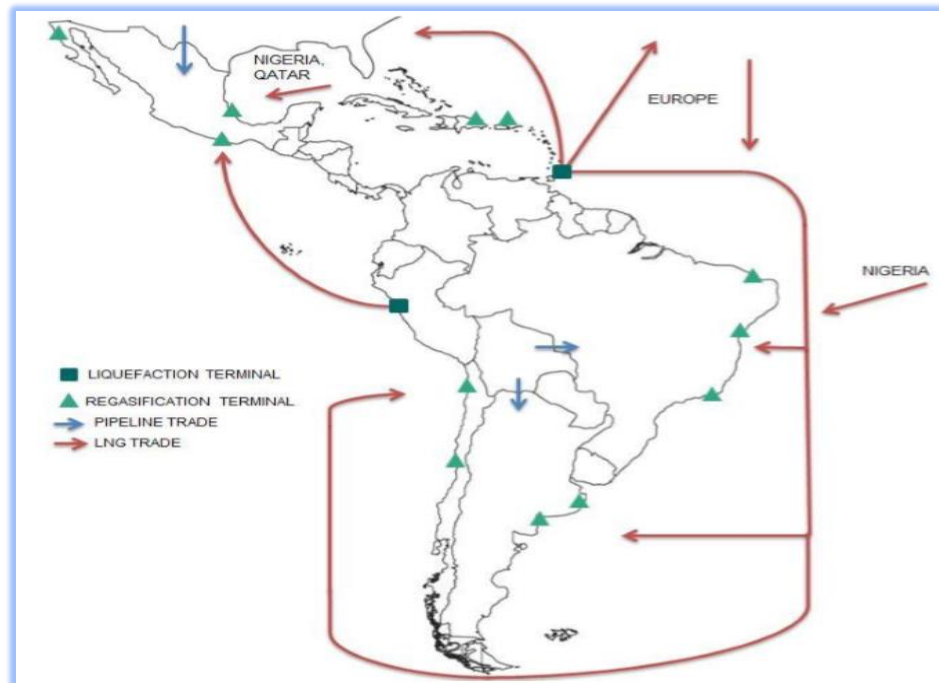 NIGERIA,
QATAR
EUROPE
NIGERIA
LIQUEFACTION TERMINAL
REGASIFICATION TERMINAL
PIPELINE TRADE
LNG TRADE